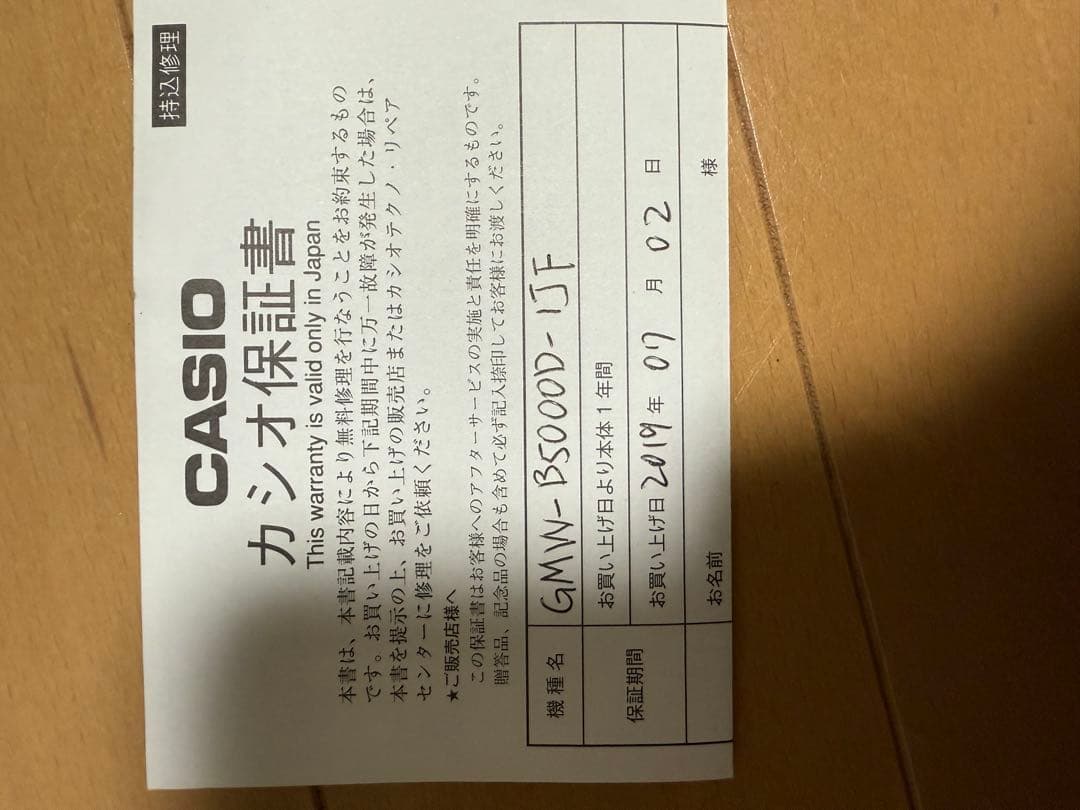 持込修理
CASIO
カシオ保証書
This warranty is valid only in Japan
本書は、本書記載内容により無料修理を行なうことをお約束するもの
です。お買い上げの日から下記期間中に万一故障が発生した場合は、
本書を提示の上、お買い上げの販売店またはカシオテクノ・リペア
センターに修理をご依頼ください。
★ご販売店様へ
この保証書はお客様へのアフターサービスの実施と責任を明確にするものです。
贈答品、記念品の場合も含めて必ず記入捺印してお客様にお渡しください。
機種名 GMW-B5000D-1JF
保証期間 お買い上げ日より本体1年間
お買い上げ日 2019年 07 月 02 日
お名前 様